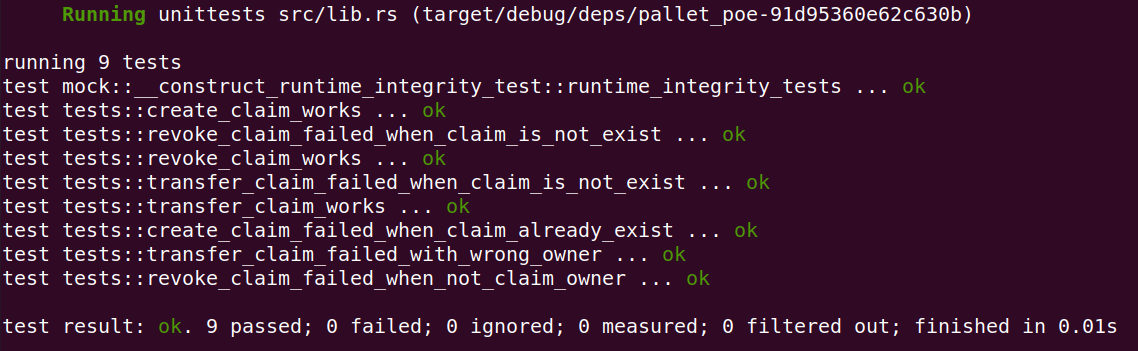 Running unittests src/lib.rs (target/debug/deps/pallet_poe-91d95360e62c630b)
running 9 tests
test mock::__construct_runtime_integrity_test::runtime_integrity_tests ... ok
test tests::create_claim_works ... ok
test tests::revoke_claim_failed_when_claim_is_not_exist ... ok
test tests::revoke_claim_works ... ok
test tests::transfer_claim_failed_when_claim_is_not_exist ... ok
test tests::transfer_claim_works ... ok
test tests::create_claim_failed_when_claim_already_exist ... ok
test tests::transfer_claim_failed_with_wrong_owner ... ok
test tests::revoke_claim_failed_when_not_claim_owner ... ok
test result: ok. 9 passed; 0 failed; 0 ignored; 0 measured; 0 filtered out; finished in 0.01s